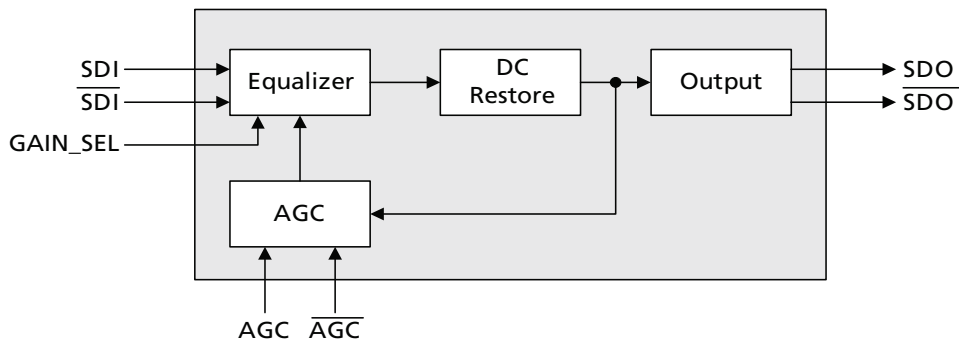 SDI
SDI
GAIN_SEL
Equalizer
DC
Restore
Output
SDO
SDO
AGC
AGC
AGC